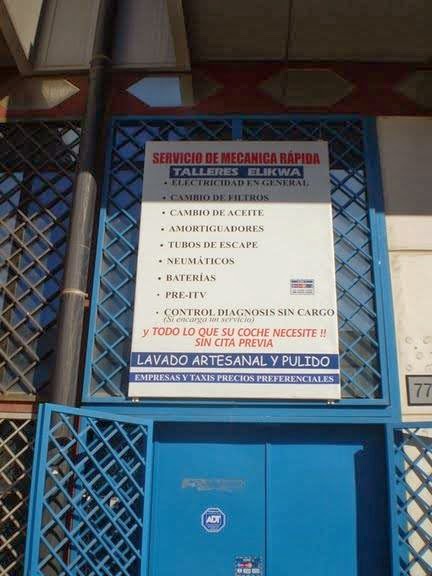 SERVICIO DE MECANICA RÁPIDA
TALLERES ELIKWA
• ELECTRICIDAD EN GENERAL
• CAMBIO DE FILTROS
• CAMBIO DE ACEITE
• AMORTIGUADORES
• TUBOS DE ESCAPE
• NEUMÁTICOS
• BATERÍAS
• PRE-ITV
• CONTROL DIAGNOSIS SIN CARGO
(Si encarga un servicio)
y TODO LO QUE SU COCHE NECESITE !!
SIN CITA PREVIA
LAVADO ARTESANAL Y PULIDO
EMPRESAS Y TAXIS PRECIOS PREFERENCIALES
77
ADT